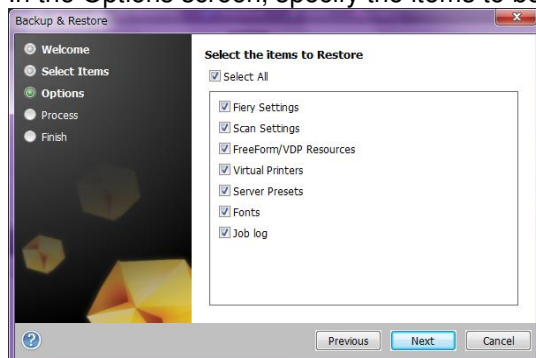 In the Options screen, specify the items to be
Backup & Restore
Welcome
Select Items
Options
Process
Finish
Select the items to Restore
Select All
Fiery Settings
Scan Settings
FreeForm/VDP Resources
Virtual Printers
Server Presets
Fonts
Job log
?
Previous
Next
Cancel